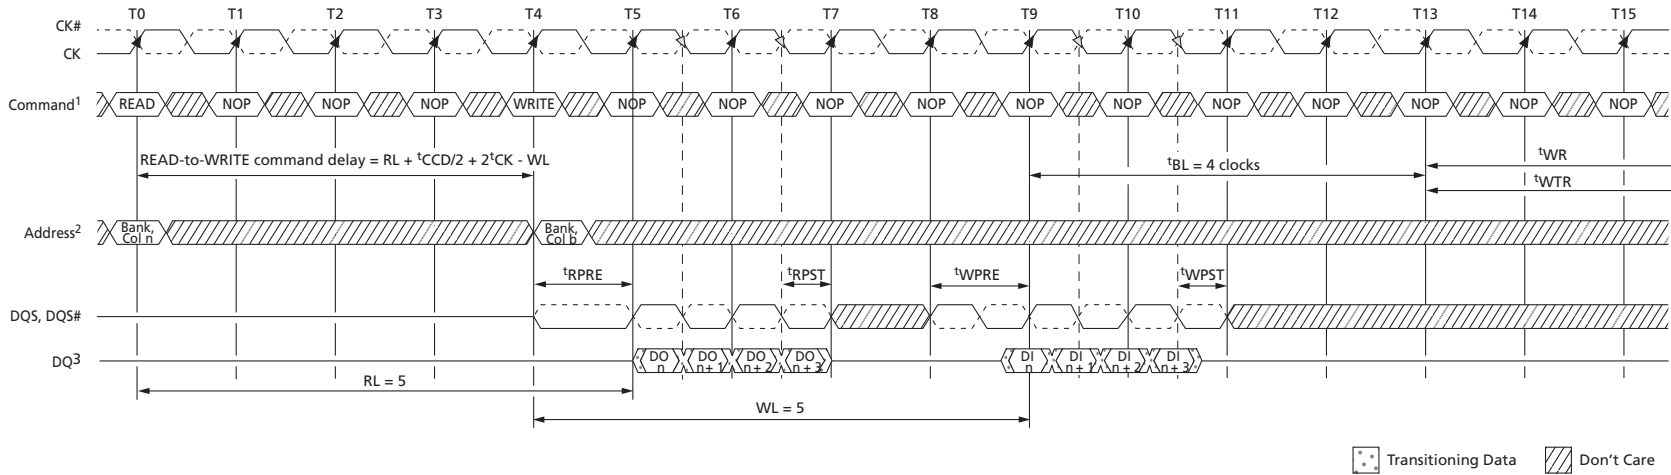 T0 T1 T2 T3 T4 T5 T6 T7 T8 T9 T10 T11 T12 T13 T14 T15
CK#
CK
Command1 READ NOP NOP NOP WRITE NOP NOP NOP NOP NOP NOP NOP NOP NOP NOP NOP
READ-to-WRITE command delay = RL + tCCD/2 + 2tCK - WL
tBL = 4 clocks
tWR
tWTR
Address2 Bank, Col n Bank, Col b
tRPRE tRPST tWPRE tWPST
DQS, DQS#
DQ3 DO n DO n + 1 DO n + 2 DO n + 3 DI n DI n + 1 DI n + 2 DI n + 3
RL = 5
WL = 5
Transitioning Data Don't Care